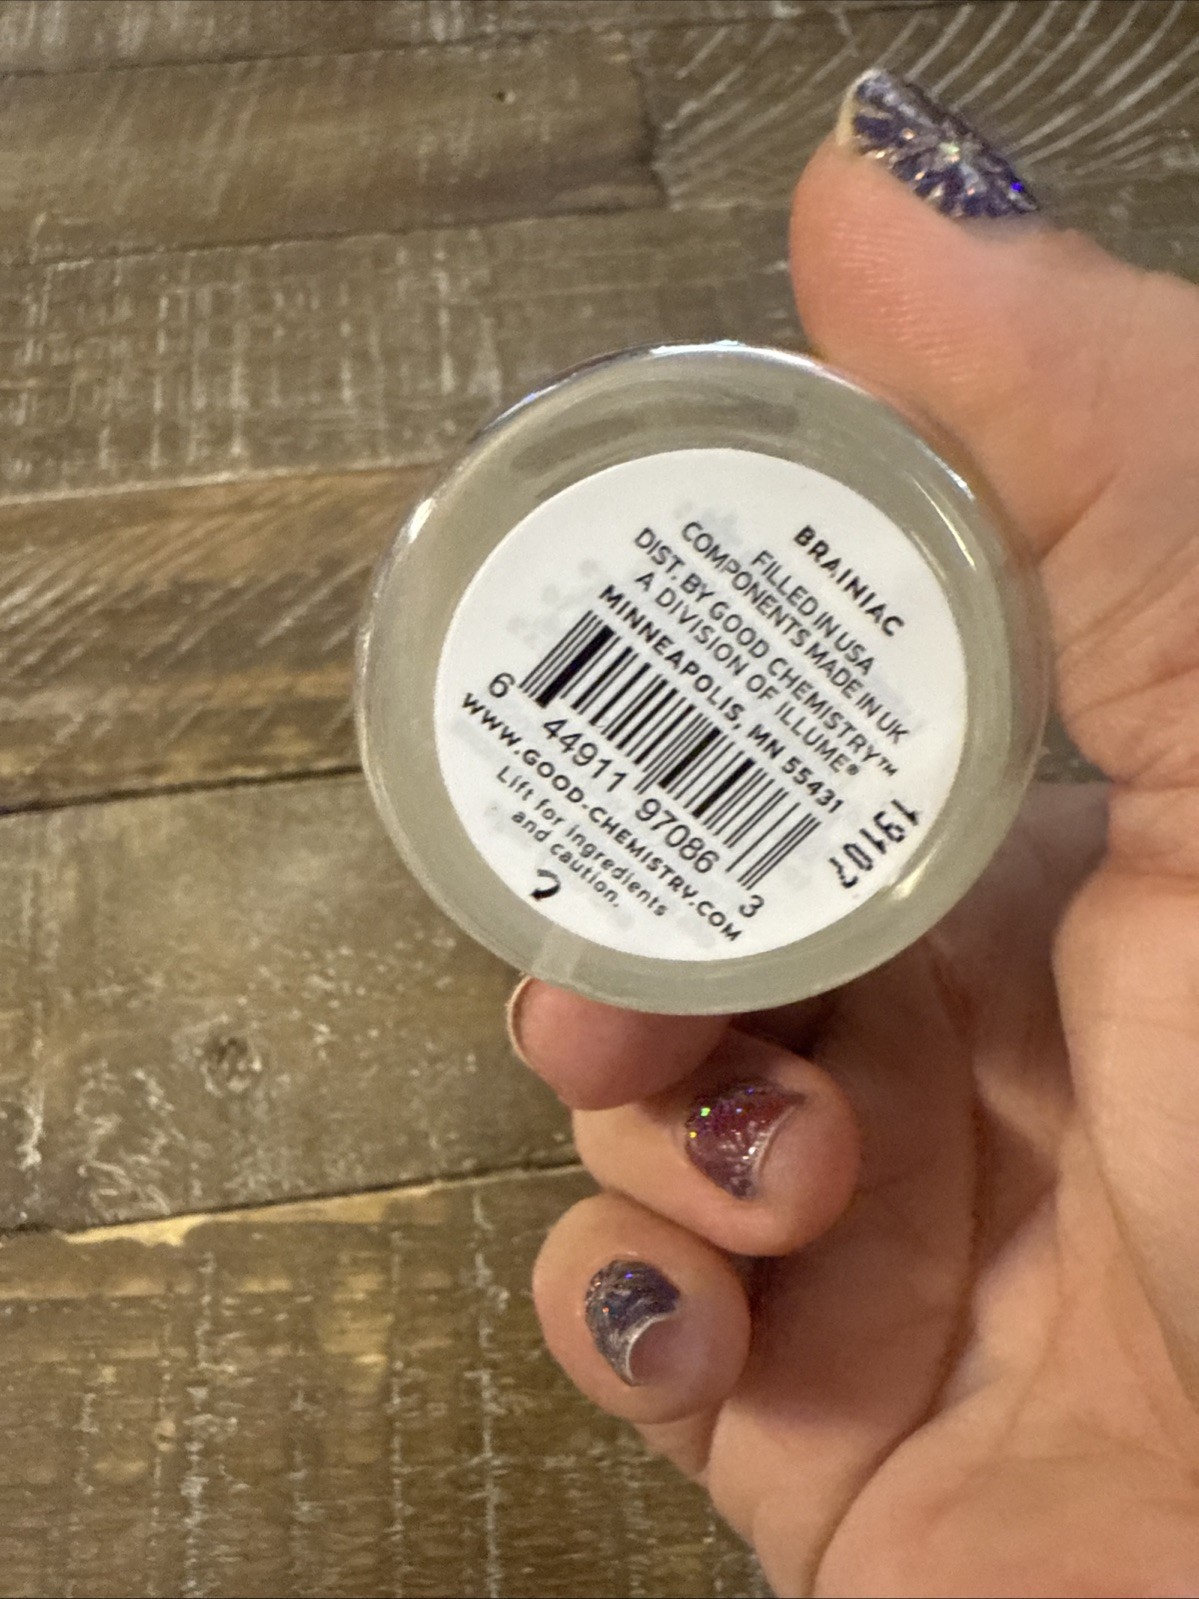 BRAINIAC
FILLED IN USA
COMPONENTS MADE IN UK
DIST. BY GOOD CHEMISTRY™
A DIVISION OF ILLUME®
MINNEAPOLIS, MN 55431
6 44911 97086 3
WWW.GOOD-CHEMISTRY.COM
Lift for ingredients
and caution.
19107